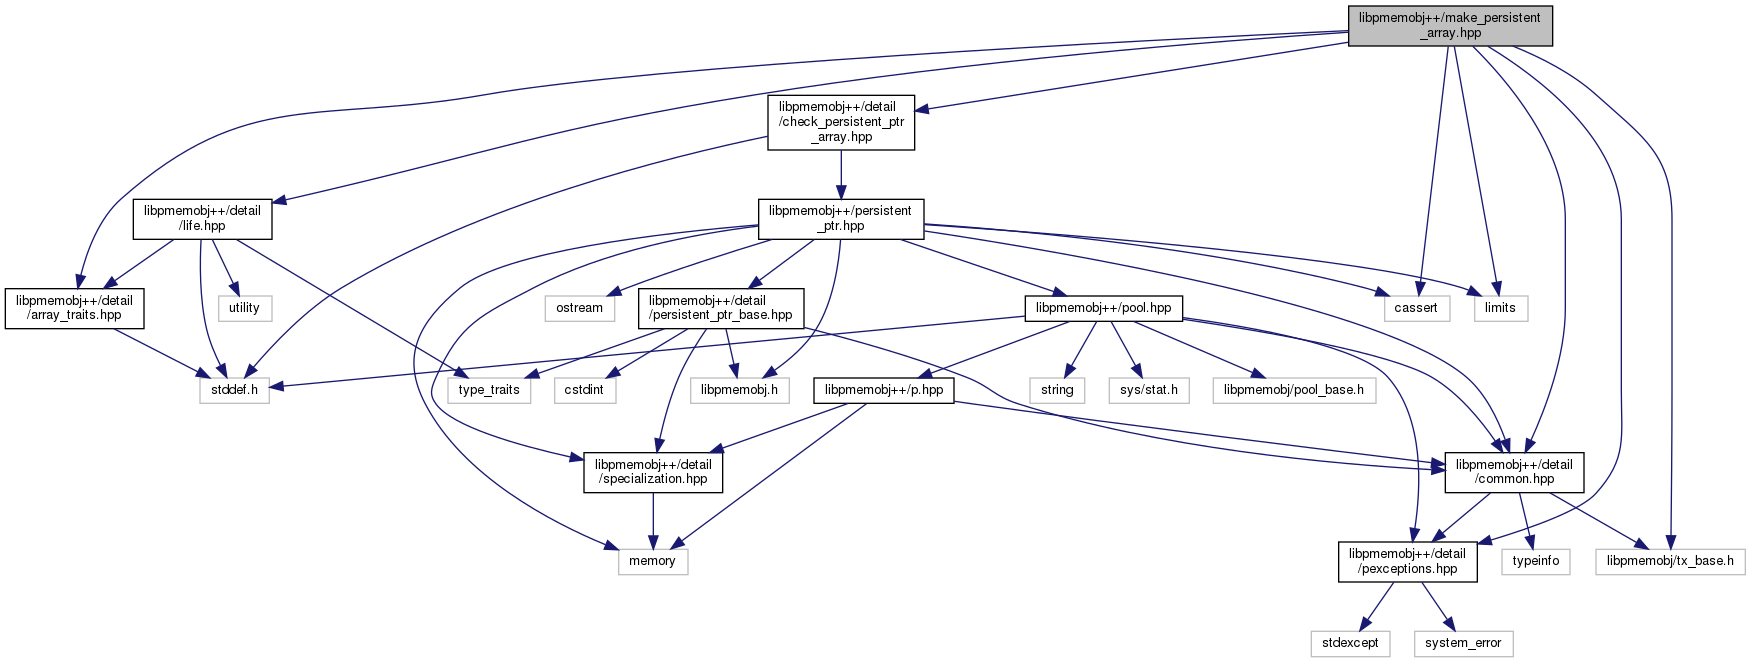 libpmemobj++/make_persistent
_array.hpp
libpmemobj++/detail
/check_persistent_ptr
_array.hpp
libpmemobj++/detail
/life.hpp
libpmemobj++/persistent
_ptr.hpp
libpmemobj++/detail
/array_traits.hpp
utility
ostream
libpmemobj++/detail
/persistent_ptr_base.hpp
libpmemobj++/pool.hpp
cassert
limits
stddef.h
type_traits
cstdint
libpmemobj.h
libpmemobj++/p.hpp
string
sys/stat.h
libpmemobj/pool_base.h
libpmemobj++/detail
/specialization.hpp
libpmemobj++/detail
/common.hpp
memory
libpmemobj++/detail
/pexceptions.hpp
typeinfo
libpmemobj/tx_base.h
stdexcept
system_error